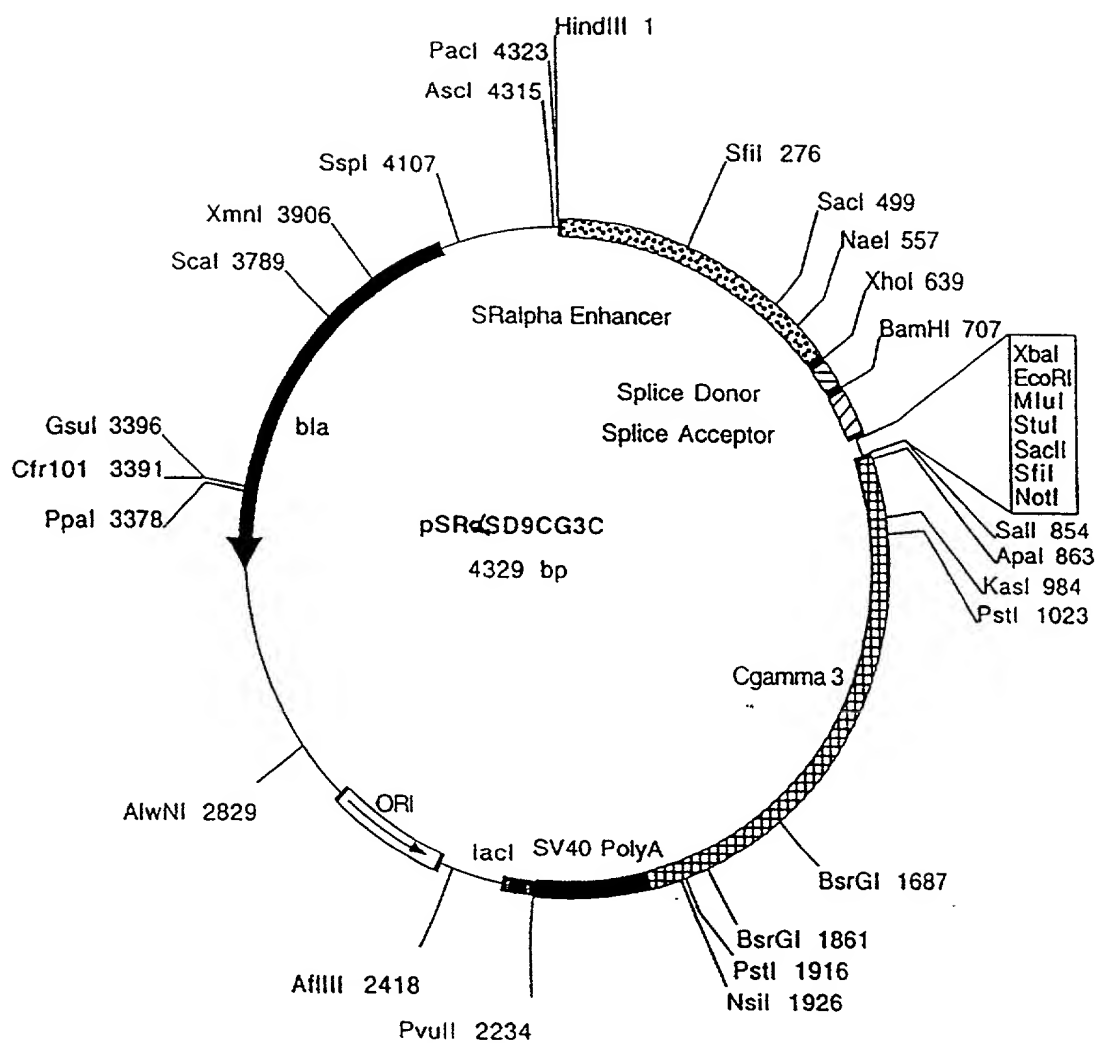 HindIII 1
PacI 4323
AscI 4315
SfiI 276
SspI 4107
SacI 499
XmnI 3906
NaeI 557
ScaI 3789
XhoI 639
SRalpha Enhancer
BamHI 707
XbaI
EcoRI
MluI
StuI
SacII
SfiI
NotI
Splice Donor
Splice Acceptor
bla
GsuI 3396
Cfr101 3391
PpaI 3378
pSRαSD9CG3C
4329 bp
SalI 854
ApaI 863
KasI 984
PstI 1023
Cgamma 3
AlwNI 2829
ORI
lacI
SV40 PolyA
BsrGI 1687
BsrGI 1861
PstI 1916
NsiI 1926
AflIII 2418
PvuII 2234